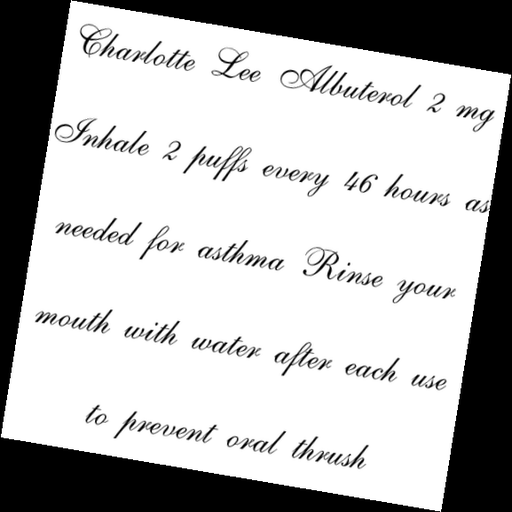 Charlotte Lee Albuterol 2 mg
Inhale 2 puffs every 46 hours as
needed for asthma Rinse your
mouth with water after each use
to prevent oral thrush